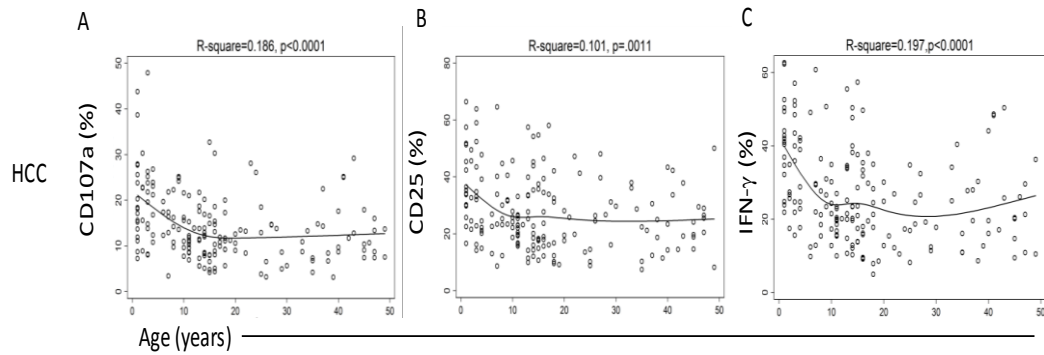 A
B
C
R-square=0.186, p<0.0001
R-square=0.101, p=.0011
R-square=0.197,p<0.0001
HCC
CD107a (%)
50
40
30
20
10
0
0 10 20 30 40 50
CD25 (%)
80
60
40
20
0
0 10 20 30 40 50
IFN-γ (%)
60
40
20
0
0 10 20 30 40 50
Age (years)